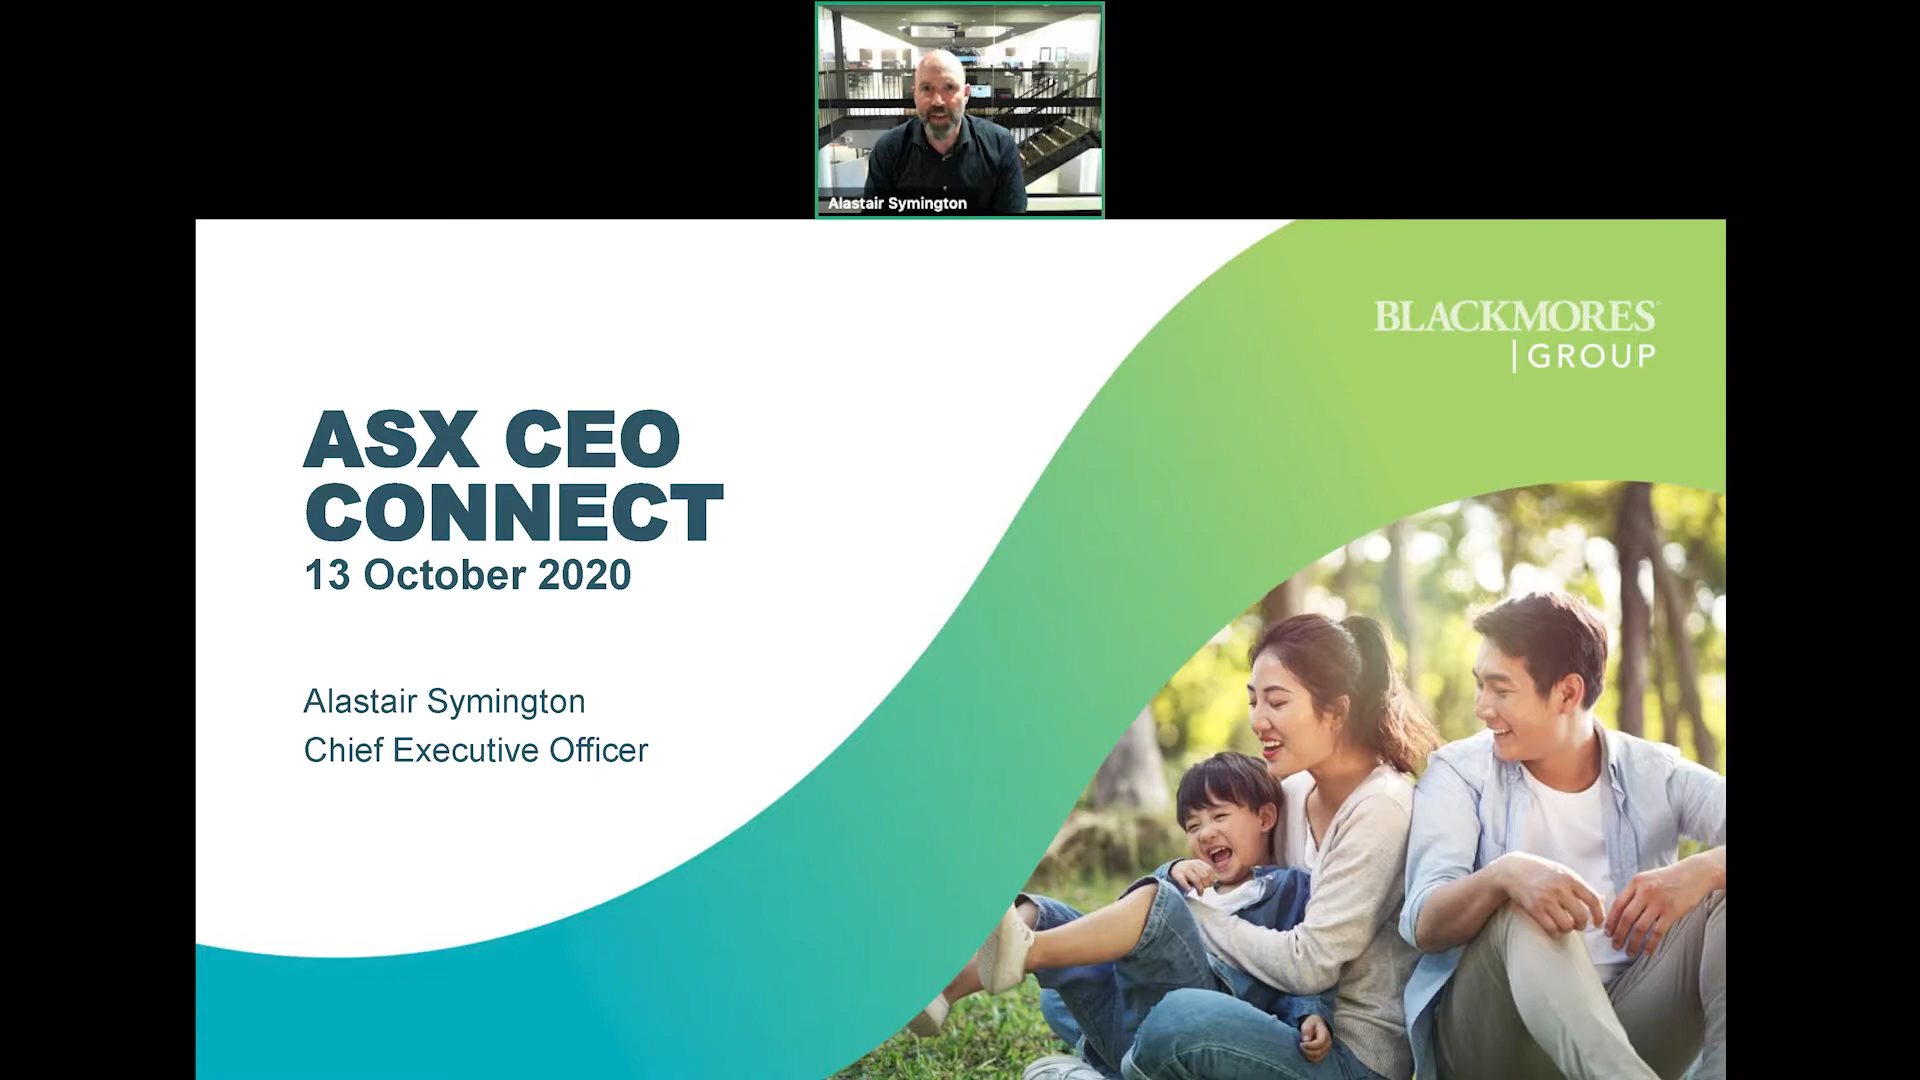 Alastair Symington
BLACKMORES
|GROUP
ASX CEO
CONNECT
13 October 2020
Alastair Symington
Chief Executive Officer